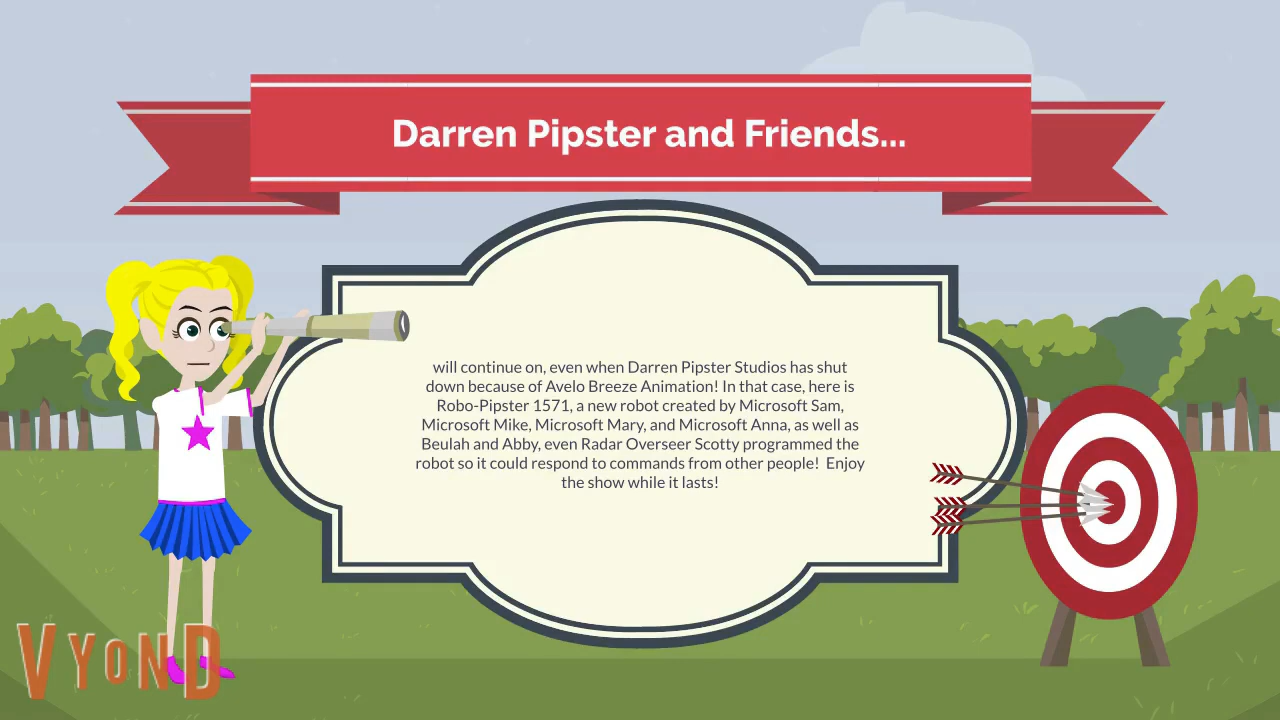 Darren Pipster and Friends...
will continue on, even when Darren Pipster Studios has shut
down because of Avelo Breeze Animation! In that case, here is
Robo-Pipster 1571, a new robot created by Microsoft Sam,
Microsoft Mike, Microsoft Mary, and Microsoft Anna, as well as
Beulah and Abby, even Radar Overseer Scotty programmed the
robot so it could respond to commands from other people!  Enjoy
the show while it lasts!
VYOND